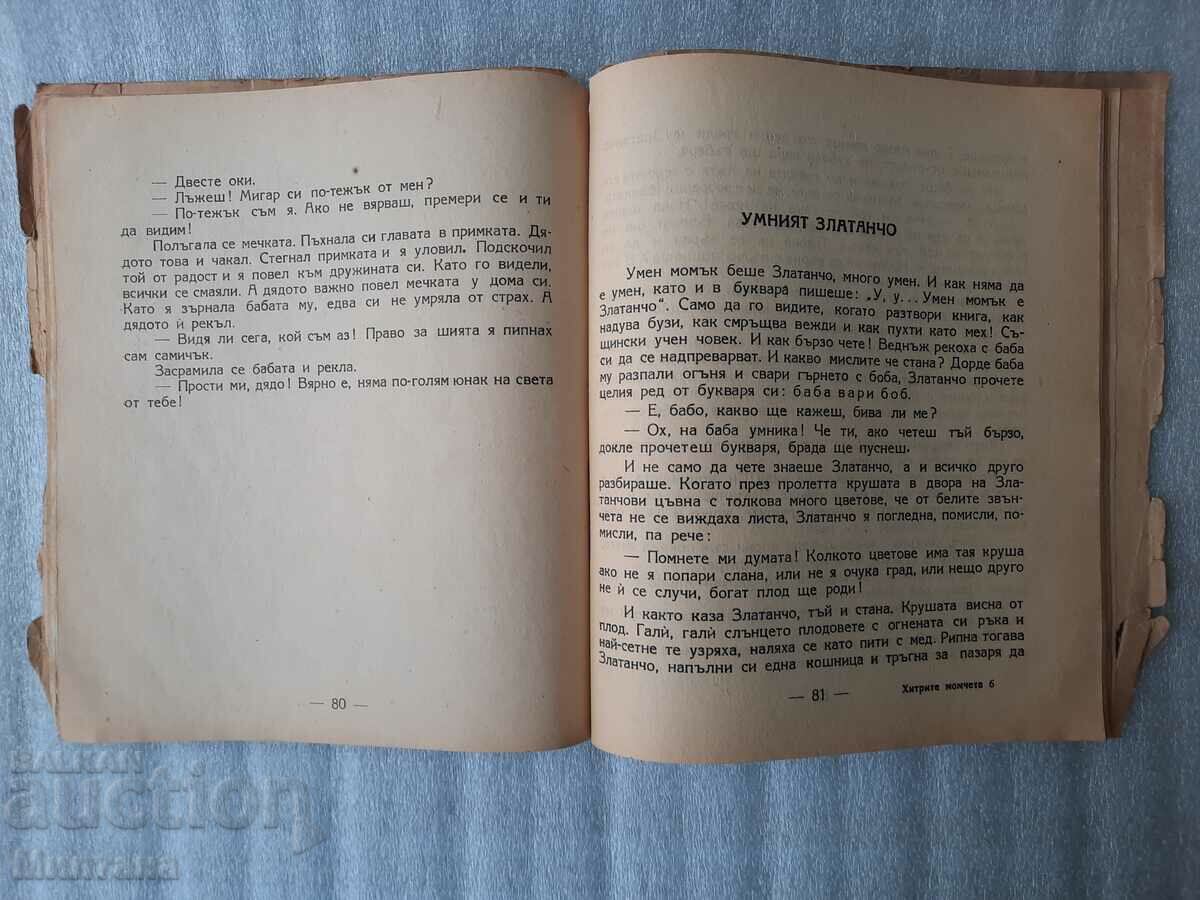 — Двесте оки.
— Лъжеш! Мигар си по-тежък от мен?
— По-тежък съм я. Ако не вярваш, премери се и ти
да видим!
Полъгала се мечката. Пъхнала си главата в примката. Дя-
дото това и чакал. Стегнал примката и я уловил. Подскочил
той от радост и я повел към дружината си. Като го видели,
всички се смаяли. А дядото важно повел мечката у дома си.
Като я зърнала бабата му, едва си не умряла от страх. А
дядото ѝ рекъл.
— Видя ли сега, кой съм аз! Право за шията я пипнах
сам самичък.
Засрамила се бабата и рекла.
— Прости ми, дядо! Вярно е, няма по-голям юнак на света
от тебе!
— 80 —
УМНИЯТ ЗЛАТАНЧО
Умен момък беше Златанчо, много умен. И как няма да
е умен, като и в буквара пишеше: „У, у... Умен момък е
Златанчо“. Само да го видите, когато разтвори книга, как
надува бузи, как смръщва вежди и как пухти като мех! Съ-
щински учен човек. И как бързо чете! Веднъж рекоха с баба
си да се надпреварват. И какво мислите че стана? Дорде баба
му разпали огъня и свари гърнето с боба, Златанчо прочете
целия ред от букваря си: баба вари боб.
— Е, бабо, какво ще кажеш, бива ли ме?
— Ох, на баба умника! Че ти, ако четеш тъй бързо,
докле прочетеш букваря, брада ще пуснеш.
И не само да чете знаеше Златанчо, а и всичко друго
разбираше. Когато през пролетта крушата в двора на Зла-
танчови цъвна с толкова много цветове, че от белите звън-
чета не се виждаха листа, Златанчо я погледна, помисли, по-
мисли, па рече:
— Помнете ми думата! Колкото цветове има тая круша
ако не я попари слана, или не я очука град, или нещо друго
не ѝ се случи, богат плод ще роди!
И както каза Златанчо, тъй и стана. Крушата висна от
плод. Галѝ, галѝ слънцето плодовете с огнената си ръка и
най-сетне те узряха, наляха се като пити с мед. Рипна тогава
Златанчо, напълни си една кошница и тръгна за пазаря да
— 81 —
Хитрите момчета 6
BALKAN
auction